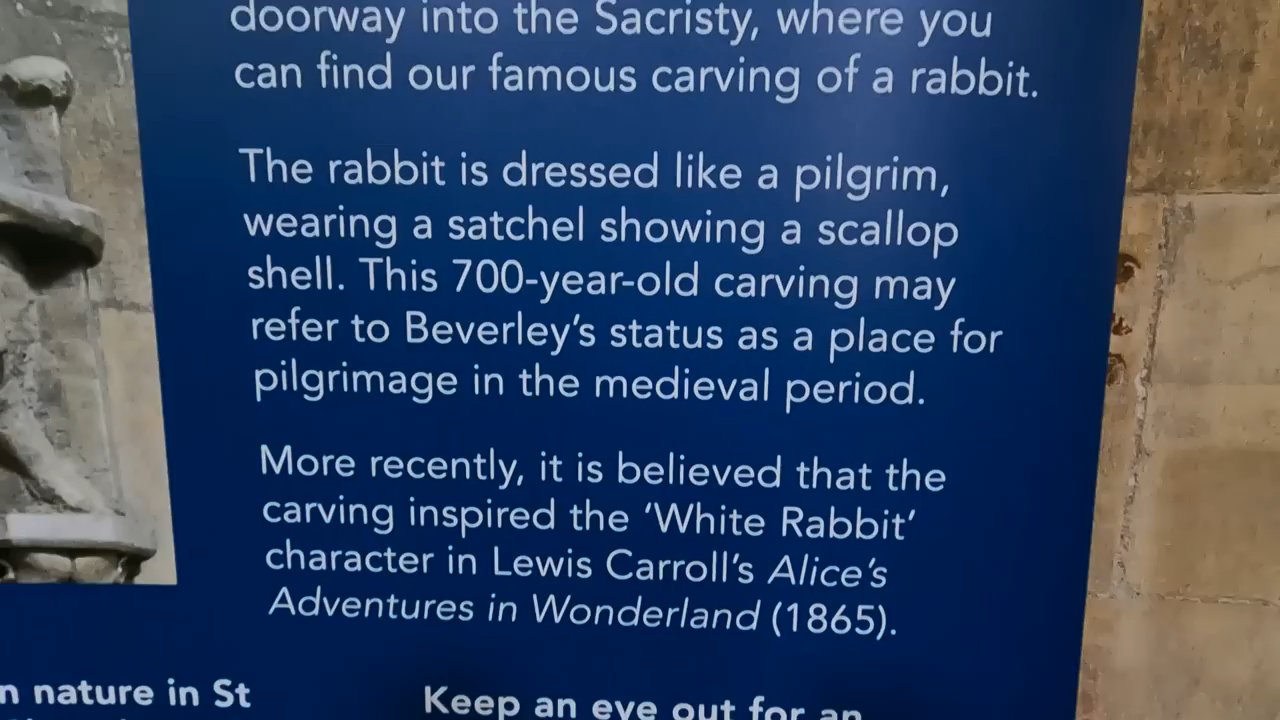 doorway into the Sacristy, where you
can find our famous carving of a rabbit.
The rabbit is dressed like a pilgrim,
wearing a satchel showing a scallop
shell. This 700-year-old carving may
refer to Beverley’s status as a place for
pilgrimage in the medieval period.
More recently, it is believed that the
carving inspired the ‘White Rabbit’
character in Lewis Carroll’s Alice’s
Adventures in Wonderland (1865).
n nature in St
Keep an eye out for an